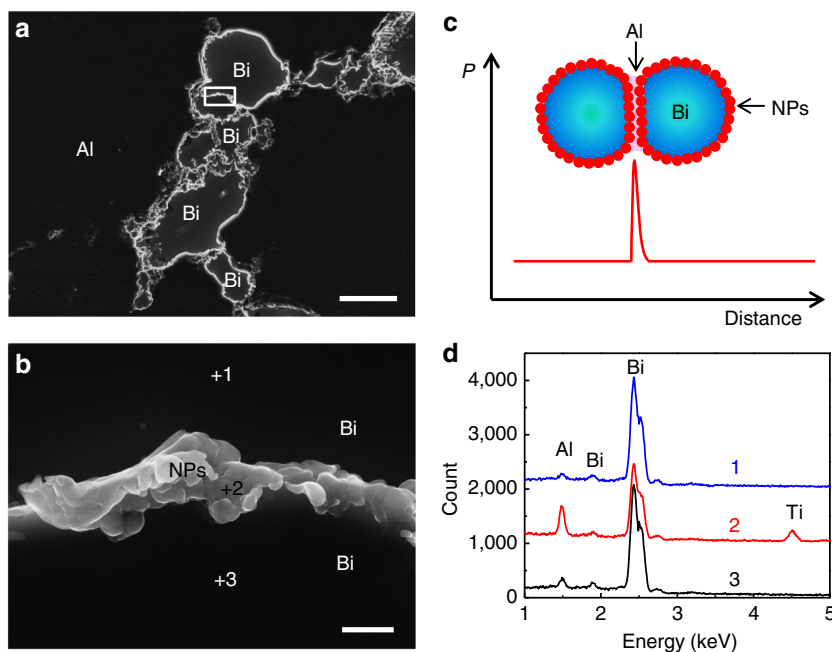 a
Bi
Bi
Al
Bi
Bi
b
+1
Bi
NPs
+2
Bi
+3
c
Al
P
Bi
NPs
Distance
d
Bi
4,000
Al
Bi
1
3,000
Count
2,000
Ti
2
1,000
3
0
1 2 3 4 5
Energy (keV)